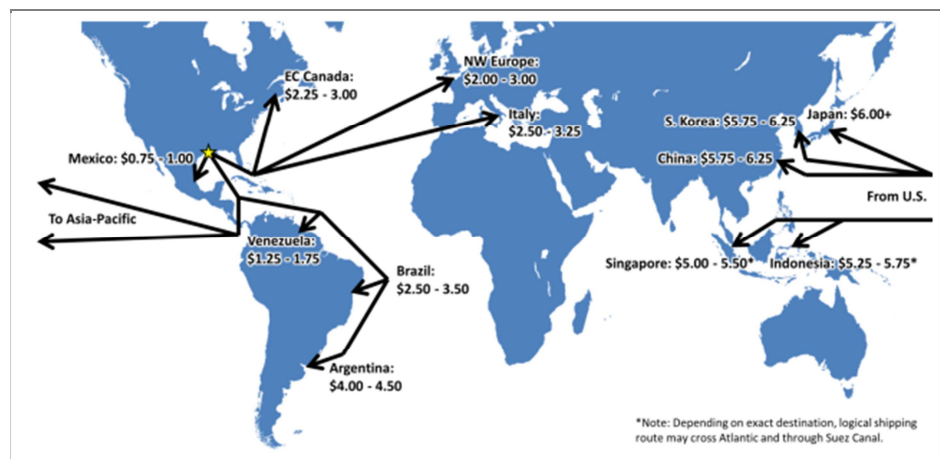 EC Canada:
$2.25 - 3.00
NW Europe:
$2.00 - 3.00
Italy:
$2.50 - 3.25
S. Korea: $5.75 - 6.25
Japan: $6.00+
Mexico: $0.75 - 1.00
China: $5.75 - 6.25
From U.S.
To Asia-Pacific
Venezuela:
$1.25 - 1.75
Singapore: $5.00 - 5.50*
Indonesia: $5.25 - 5.75*
Brazil:
$2.50 - 3.50
Argentina:
$4.00 - 4.50
*Note: Depending on exact destination, logical shipping
route may cross Atlantic and through Suez Canal.